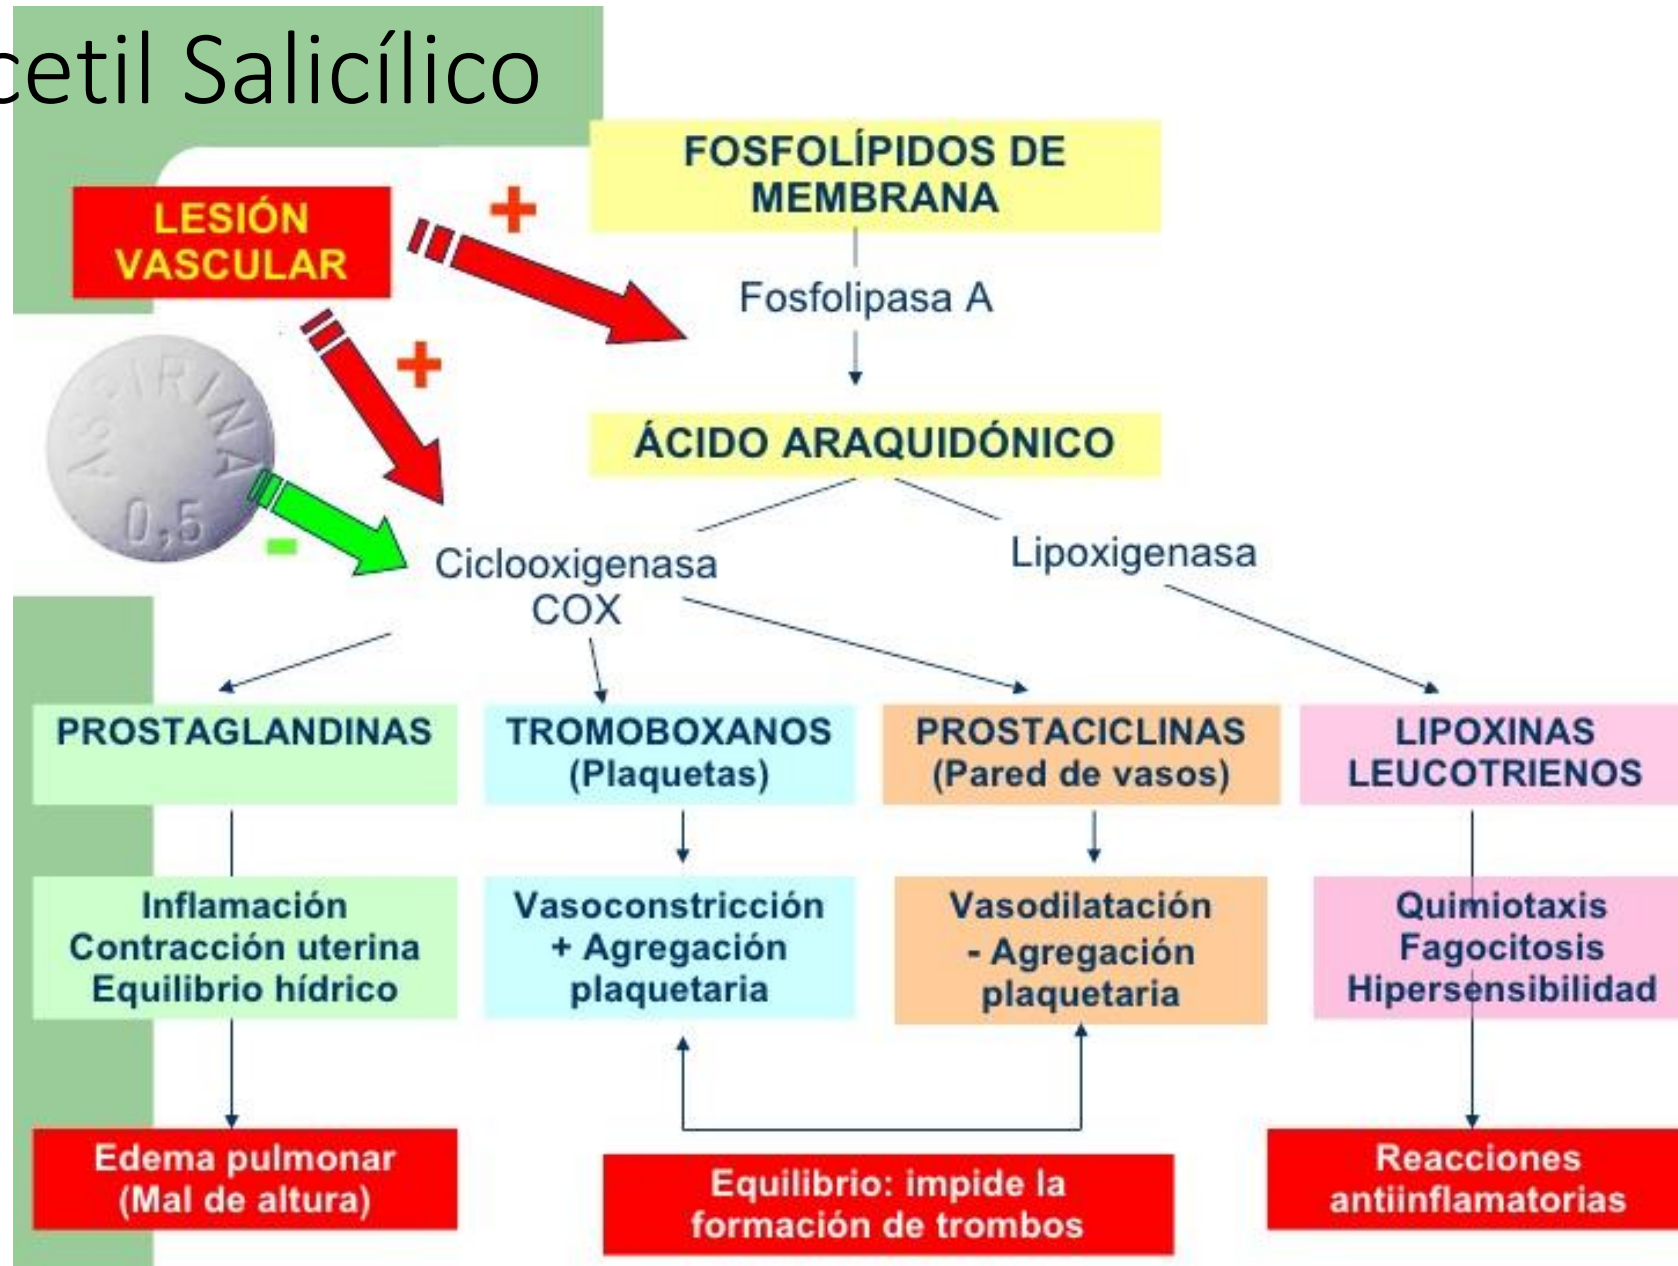 cetil Salicílico
FOSFOLÍPIDOS DE
MEMBRANA
LESIÓN
VASCULAR
+
Fosfolipasa A
+
ASPIRINA
0,5
ÁCIDO ARAQUIDÓNICO
-
Ciclooxigenasa
COX
Lipoxigenasa
PROSTAGLANDINAS
TROMOBOXANOS
(Plaquetas)
PROSTACICLINAS
(Pared de vasos)
LIPOXINAS
LEUCOTRIENOS
Inflamación
Contracción uterina
Equilibrio hídrico
Vasoconstricción
+ Agregación
plaquetaria
Vasodilatación
- Agregación
plaquetaria
Quimiotaxis
Fagocitosis
Hipersensibilidad
Edema pulmonar
(Mal de altura)
Equilibrio: impide la
formación de trombos
Reacciones
antiinflamatorias